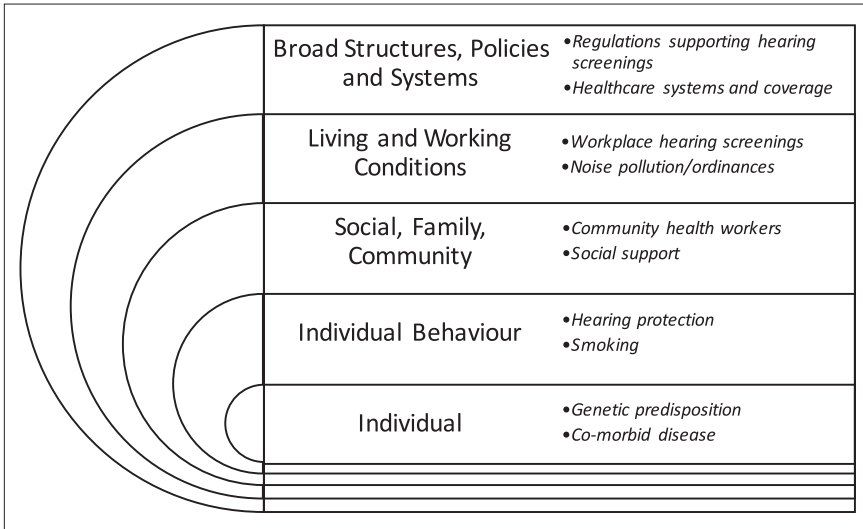 Broad Structures, Policies
and Systems
•Regulations supporting hearing
screenings
•Healthcare systems and coverage
Living and Working
Conditions
•Workplace hearing screenings
•Noise pollution/ordinances
Social, Family,
Community
•Community health workers
•Social support
Individual Behaviour
•Hearing protection
•Smoking
Individual
•Genetic predisposition
•Co-morbid disease